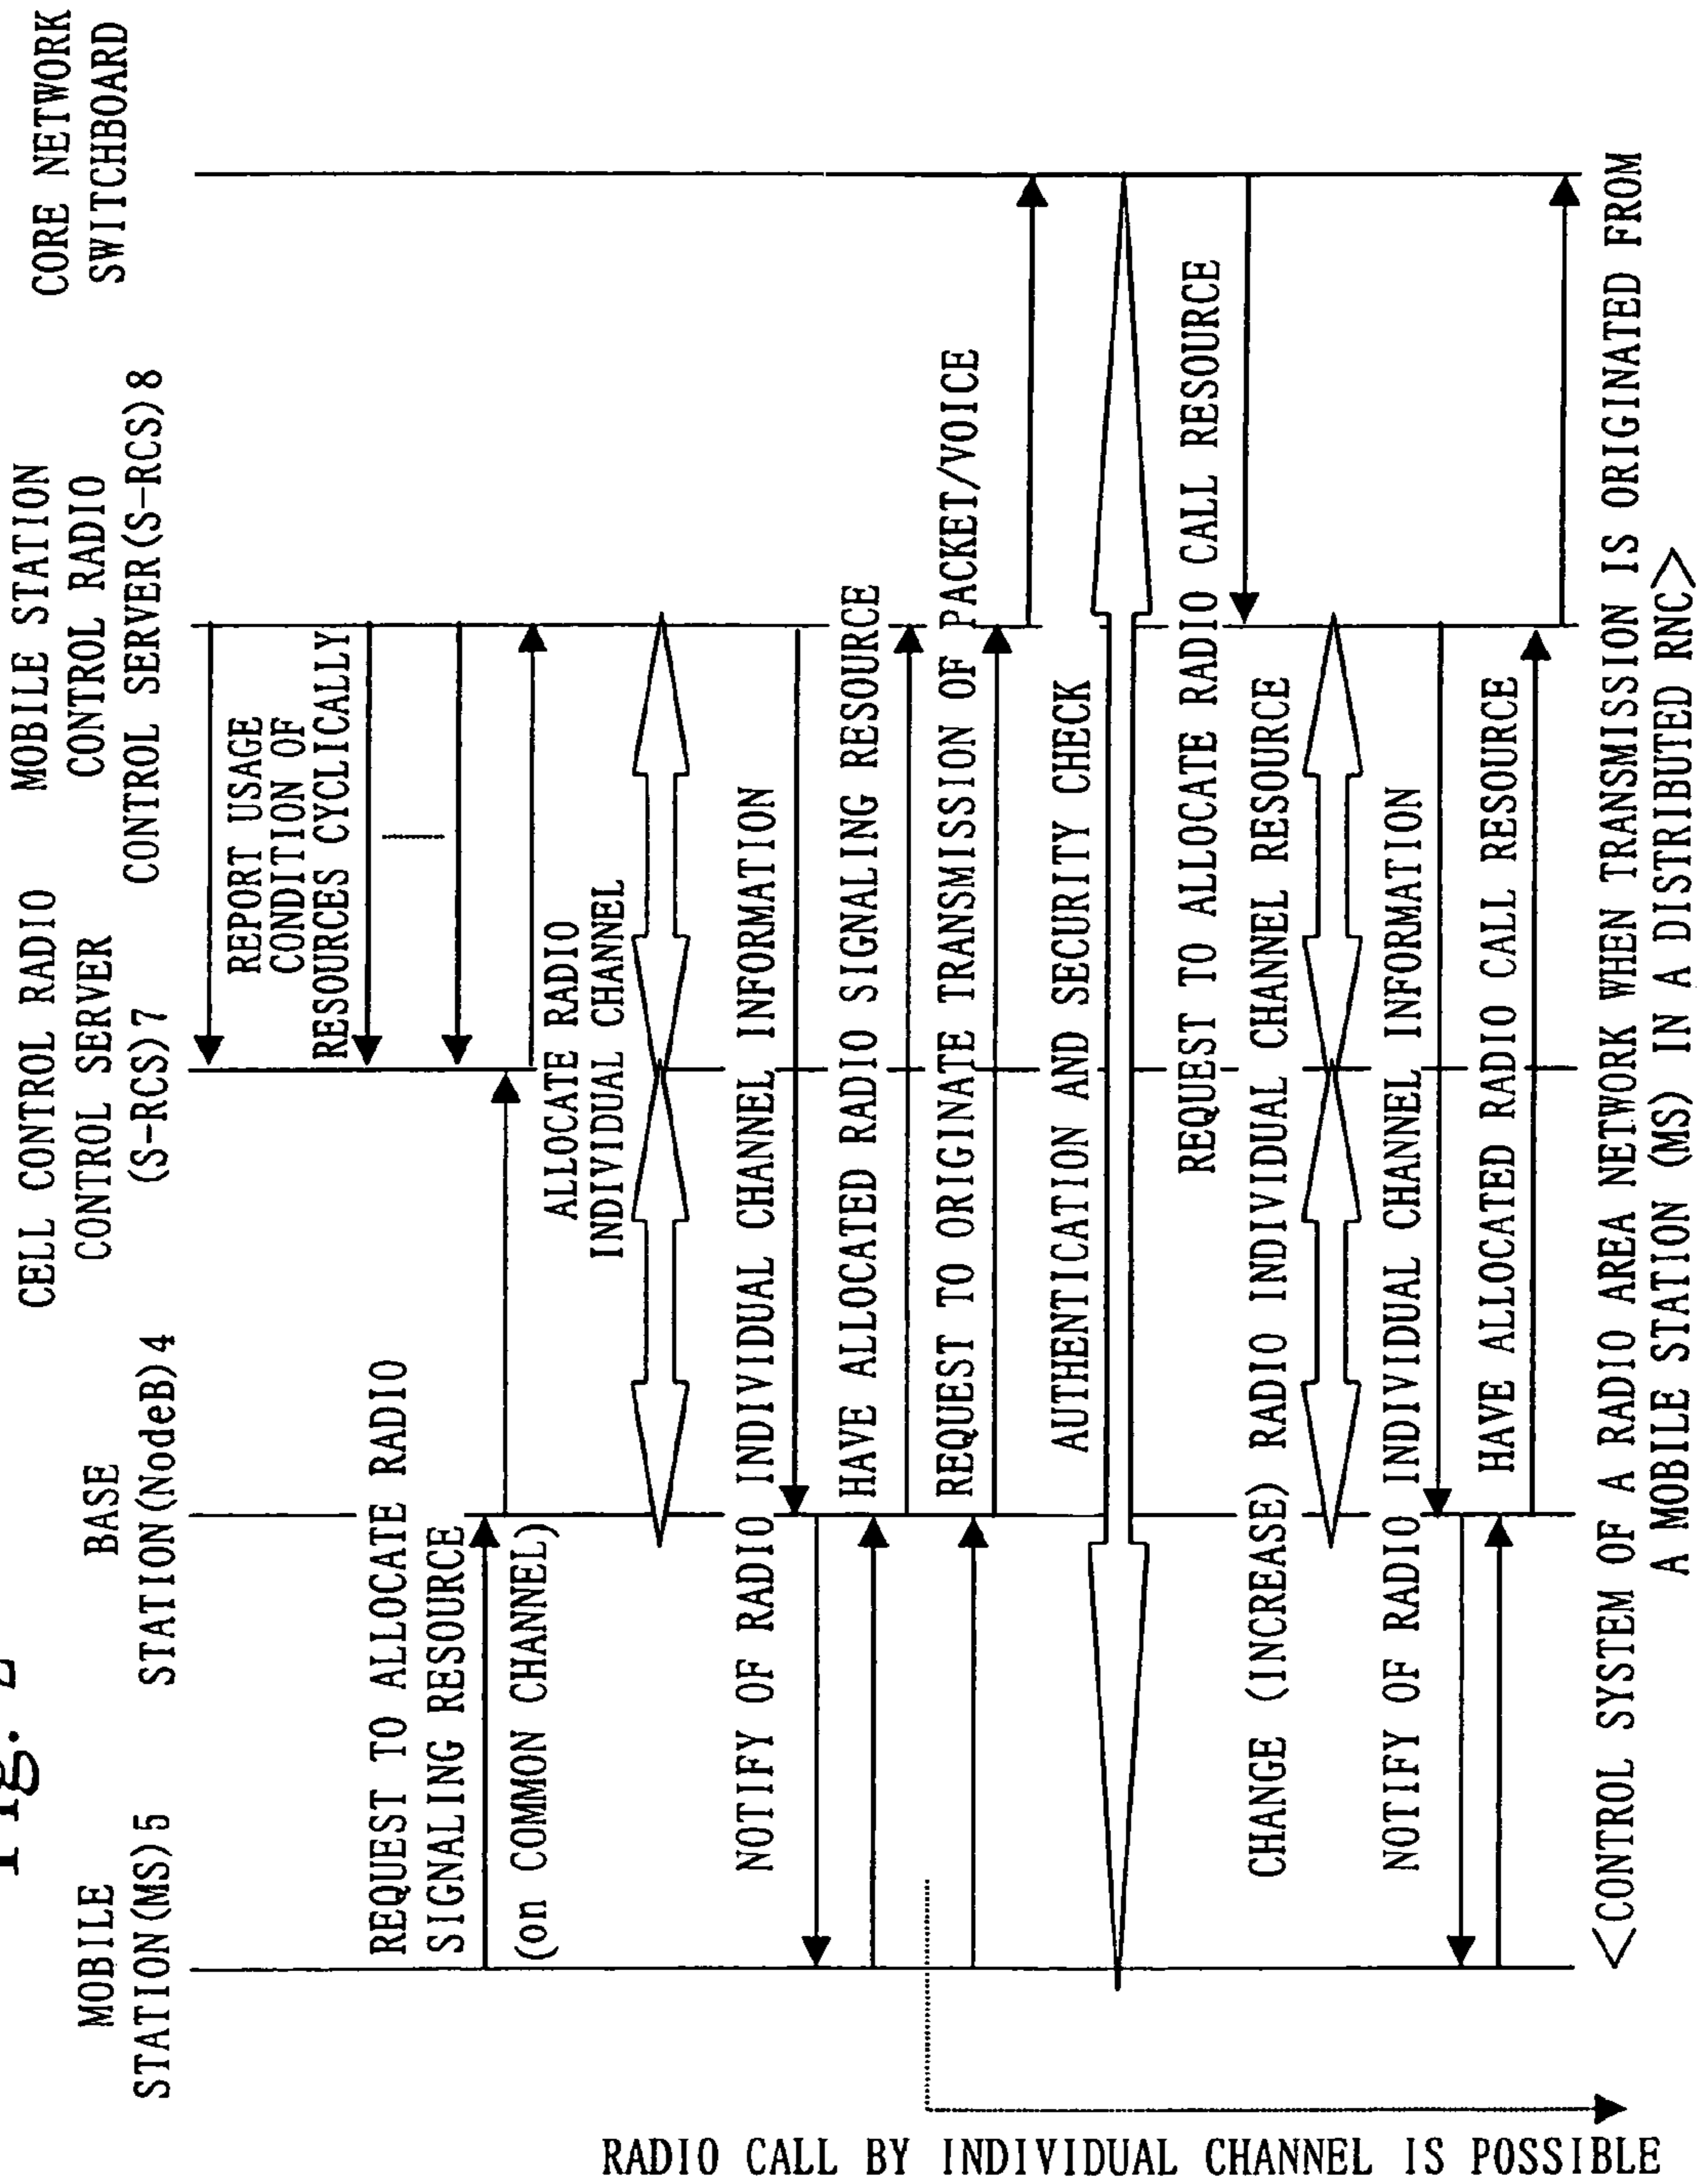 Fig. 2
MOBILE
STATION(MS)5
BASE
STATION(NodeB)4
CELL CONTROL RADIO
CONTROL SERVER
(S-RCS)7
MOBILE STATION
CONTROL RADIO
CONTROL SERVER(S-RCS)8
CORE NETWORK
SWITCHBOARD
REPORT USAGE
CONDITION OF
RESOURCES CYCLICALLY
REQUEST TO ALLOCATE RADIO
SIGNALING RESOURCE
(on COMMON CHANNEL)
ALLOCATE RADIO
INDIVIDUAL CHANNEL
NOTIFY OF RADIO INDIVIDUAL CHANNEL INFORMATION
HAVE ALLOCATED RADIO SIGNALING RESOURCE
REQUEST TO ORIGINATE TRANSMISSION OF PACKET/VOICE
AUTHENTICATION AND SECURITY CHECK
REQUEST TO ALLOCATE RADIO CALL RESOURCE
CHANGE (INCREASE) RADIO INDIVIDUAL CHANNEL RESOURCE
NOTIFY OF RADIO INDIVIDUAL CHANNEL INFORMATION
HAVE ALLOCATED RADIO CALL RESOURCE
RADIO CALL BY INDIVIDUAL CHANNEL IS POSSIBLE
<CONTROL SYSTEM OF A RADIO AREA NETWORK WHEN TRANSMISSION IS ORIGINATED FROM
A MOBILE STATION (MS) IN A DISTRIBUTED RNC>